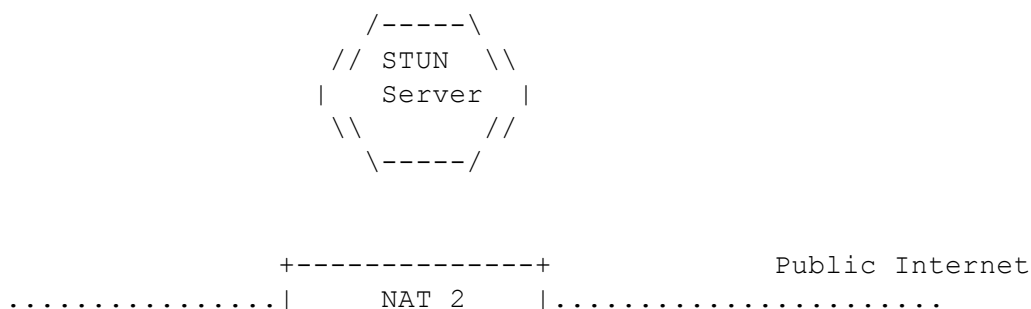 /-----\
// STUN \\
| Server |
\\ //
\-----/
+--------------+ Public Internet
................| NAT 2 |.......................